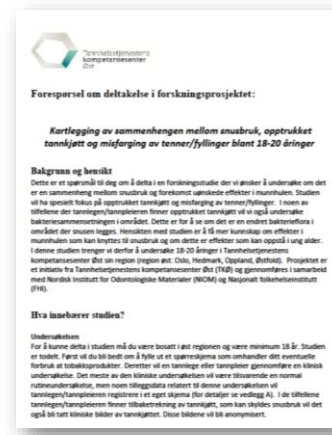 Tannhelsetjenestens
kompetansesenter
Øst
Forespørsel om deltakelse i forskningsprosjektet:
Kartlegging av sammenhengen mellom snusbruk, opptrukket
tannkjøtt og misfarging av tenner/fyllinger blant 18-20 åringer
Bakgrunn og hensikt
Dette er et spørsmål til deg om å delta i en forskningsstudie der vi ønsker å undersøke om det
er en sammenheng mellom snusbruk og forekomst uønskede effekter i munnhulen. Studien
vil ha spesielt fokus på opptrukket tannkjøtt og misfarging av tenner/fyllinger. I noen av
tilfellene der tannlegen/tannpleieren finner opptrukket tannkjøtt vil vi også undersøke
bakteriesammensetningen i området. Dette er for å se om det er en endret bakterieflora i
området der snusen legges. Hensikten med studien er å få mer kunnskap om effekter i
munnhulen som kan knyttes til snusbruk og om dette er effekter som kan oppstå i ung alder.
I denne studien trenger vi derfor å undersøke 18-20 åringer i Tannhelsetjenestens
kompetansesenter Øst sin region (region øst: Oslo, Hedmark, Oppland, Østfold). Prosjektet er
et initiativ fra Tannhelsetjenestens kompetansesenter Øst (TKØ) og gjennomføres i samarbeid
med Nordisk Institutt for Odontologiske Materialer (NIOM) og Nasjonalt folkehelseinstitutt
(FHI).
Hva innebærer studien?
Undersøkelsen
For å kunne delta i studien må du være bosatt i øst regionen og være minimum 18 år. Studien
er todelt. Først vil du bli bedt om å fylle ut et spørreskjema som omhandler ditt eventuelle
forbruk at tobakksprodukter. Deretter vil en tannlege eller tannpleier gjennomføre en klinisk
undersøkelse. Det meste av den kliniske undersøkelsen vil være tilsvarende en normal
rutineundersøkelse, men noen tilleggsdata relatert til denne undersøkelsen vil
tannlegen/tannpleieren registrere i et eget skjema (for detaljer se vedlegg A). I de tilfellene
tannlegen/tannpleieren finner tilbaketrekning av tannkjøtt, som kan skyldes snusbruk vil det
også bli tatt kliniske bilder av tannkjøttet. Disse bildene vil bli anonymisert.